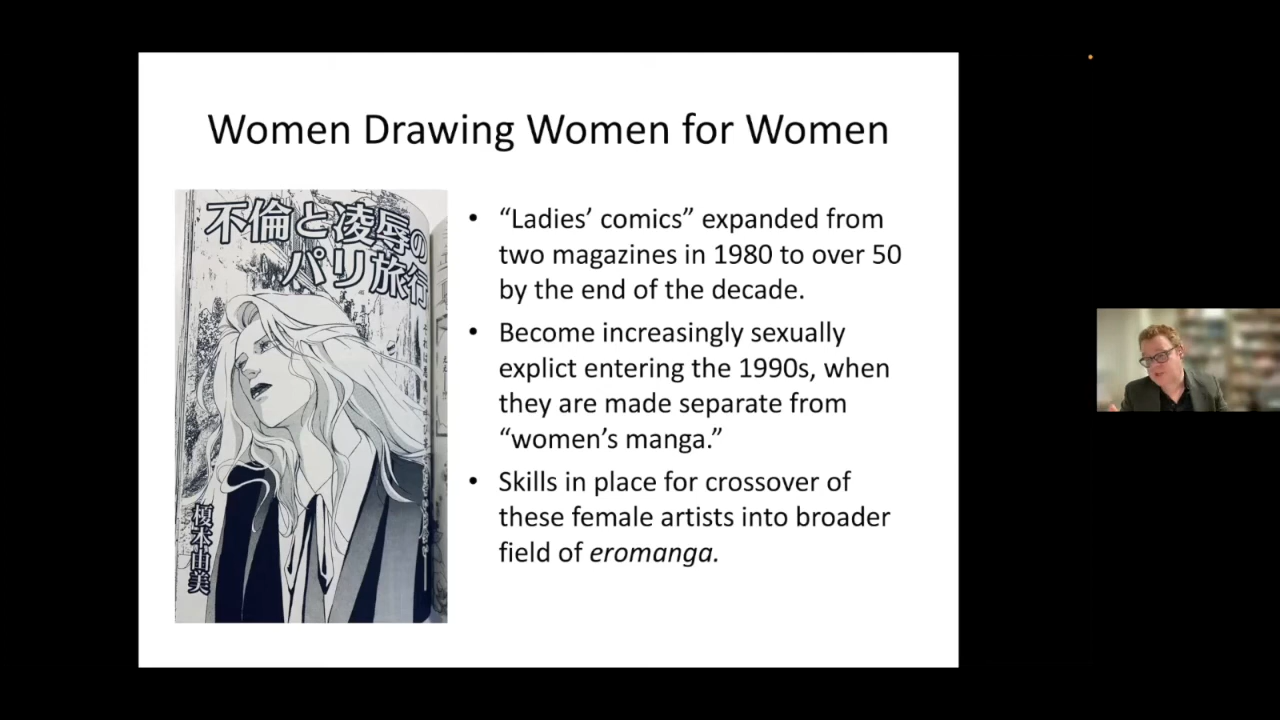 Women Drawing Women for Women
不倫と凌辱の
パリ旅行
榎本由美
• “Ladies’ comics” expanded from
two magazines in 1980 to over 50
by the end of the decade.
• Become increasingly sexually
explict entering the 1990s, when
they are made separate from
“women’s manga.”
• Skills in place for crossover of
these female artists into broader
field of eromanga.